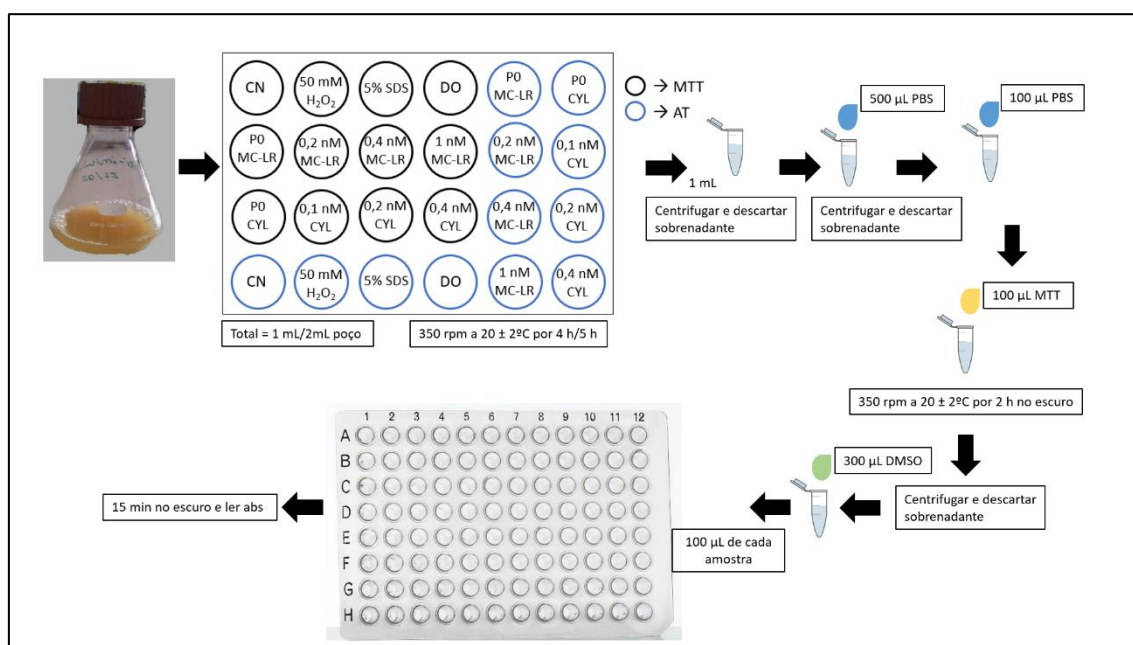 CN
50 mM
H₂O₂
5% SDS
DO
P0
MC-LR
P0
CYL
→ MTT
→ AT
P0
MC-LR
0,2 nM
MC-LR
0,4 nM
MC-LR
1 nM
MC-LR
0,2 nM
MC-LR
0,1 nM
CYL
P0
CYL
0,1 nM
CYL
0,2 nM
CYL
0,4 nM
CYL
0,4 nM
MC-LR
0,2 nM
CYL
CN
50 mM
H₂O₂
5% SDS
DO
1 nM
MC-LR
0,4 nM
CYL
Total = 1 mL/2mL poço
350 rpm a 20 ± 2ºC por 4 h/5 h
1 mL
Centrifugar e descartar
sobrenadante
500 µL PBS
Centrifugar e descartar
sobrenadante
100 µL PBS
100 µL MTT
350 rpm a 20 ± 2ºC por 2 h no escuro
Centrifugar e descartar
sobrenadante
300 µL DMSO
100 µL de cada
amostra
1 2 3 4 5 6 7 8 9 10 11 12
A
B
C
D
E
F
G
H
15 min no escuro e ler abs